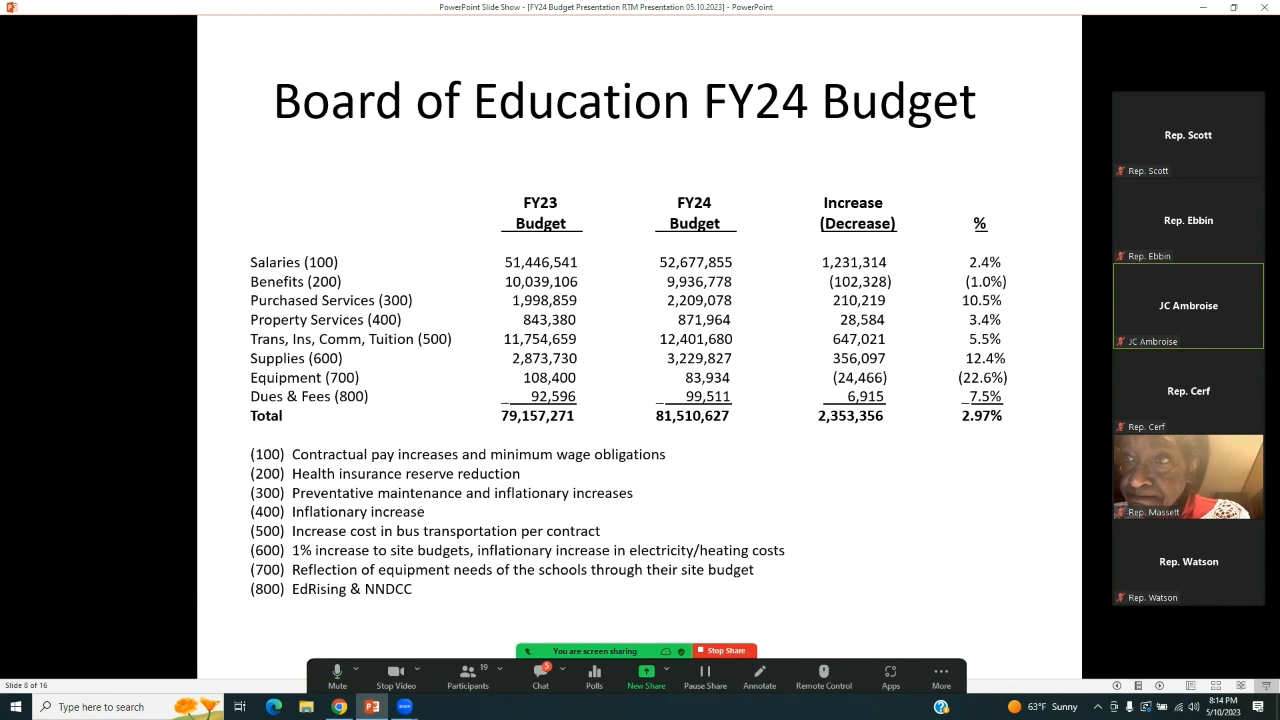 PowerPoint Slide Show - [FY24 Budget Presentation RTM Presentation 05.10.2023] - PowerPoint
Board of Education FY24 Budget
FY23 FY24 Increase
Budget Budget (Decrease) %
Salaries (100) 51,446,541 52,677,855 1,231,314 2.4%
Benefits (200) 10,039,106 9,936,778 (102,328) (1.0%)
Purchased Services (300) 1,998,859 2,209,078 210,219 10.5%
Property Services (400) 843,380 871,964 28,584 3.4%
Trans, Ins, Comm, Tuition (500) 11,754,659 12,401,680 647,021 5.5%
Supplies (600) 2,873,730 3,229,827 356,097 12.4%
Equipment (700) 108,400 83,934 (24,466) (22.6%)
Dues & Fees (800) 92,596 99,511 6,915 7.5%
Total 79,157,271 81,510,627 2,353,356 2.97%
(100) Contractual pay increases and minimum wage obligations
(200) Health insurance reserve reduction
(300) Preventative maintenance and inflationary increases
(400) Inflationary increase
(500) Increase cost in bus transportation per contract
(600) 1% increase to site budgets, inflationary increase in electricity/heating costs
(700) Reflection of equipment needs of the schools through their site budget
(800) EdRising & NNDCC
Rep. Scott
Rep. Scott
Rep. Ebbin
Rep. Ebbin
JC Ambroise
JC Ambroise
Rep. Cerf
Rep. Cerf
Rep. Massett
Rep. Watson
Rep. Watson
You are screen sharing Stop Share
19 5
Mute Stop Video Participants Chat Polls New Share Pause Share Annotate Remote Control Apps More
Slide 8 of 16
Type here to search
63°F Sunny
8:14 PM
5/10/2023